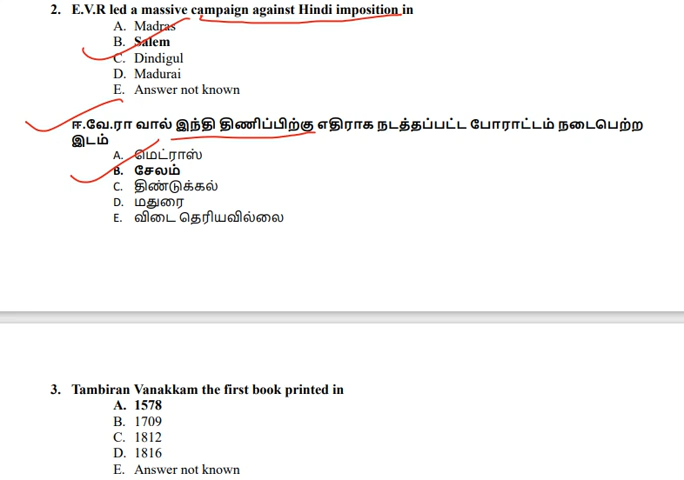 2. E.V.R led a massive campaign against Hindi imposition in
A. Madras
B. Salem
C. Dindigul
D. Madurai
E. Answer not known
ஈ.வே.ரா வால் இந்தி திணிப்பிற்கு எதிராக நடத்தப்பட்ட போராட்டம் நடைபெற்ற
இடம்
A. மெட்ராஸ்
B. சேலம்
C. திண்டுக்கல்
D. மதுரை
E. விடை தெரியவில்லை
3. Tambiran Vanakkam the first book printed in
A. 1578
B. 1709
C. 1812
D. 1816
E. Answer not known